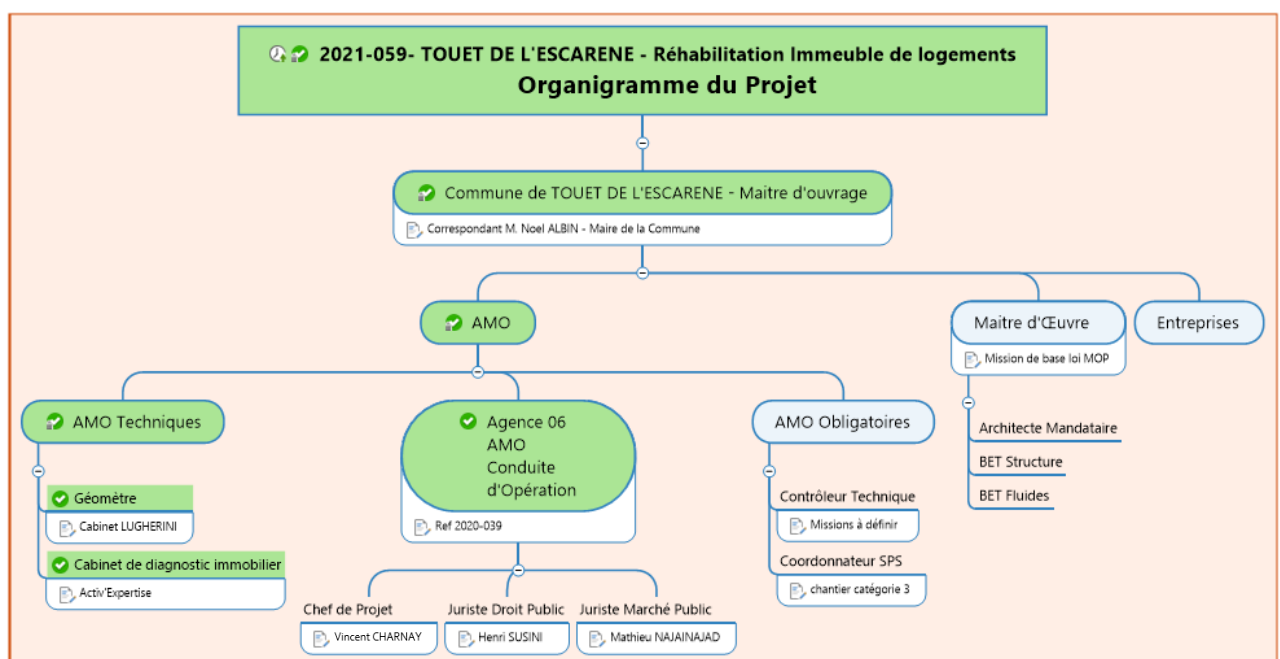 2021-059- TOUET DE L'ESCARENE - Réhabilitation Immeuble de logements
Organigramme du Projet
Commune de TOUET DE L'ESCARENE - Maitre d'ouvrage
Correspondant M. Noel ALBIN - Maire de la Commune
AMO
Maitre d'Œuvre
Mission de base loi MOP
Entreprises
Architecte Mandataire
BET Structure
BET Fluides
AMO Techniques
Géomètre
Cabinet LUGHERINI
Cabinet de diagnostic immobilier
Activ'Expertise
Agence 06
AMO
Conduite
d'Opération
Ref 2020-039
Chef de Projet
Vincent CHARNAY
Juriste Droit Public
Henri SUSINI
Juriste Marché Public
Mathieu NAJAINAJAD
AMO Obligatoires
Contrôleur Technique
Missions à définir
Coordonnateur SPS
chantier catégorie 3